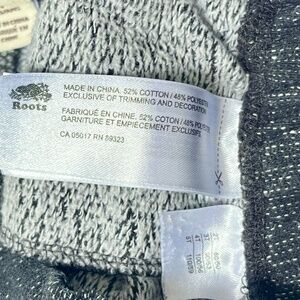 Roots
MADE IN CHINA, 52% COTTON / 48% POLYESTER
EXCLUSIVE OF TRIMMING AND DECORATION
FABRIQUÉ EN CHINE, 52% COTON / 48% POLYESTER
GARNITURE ET EMPIÈCEMENT EXCLUSIFS
CA 05017 RN 89323